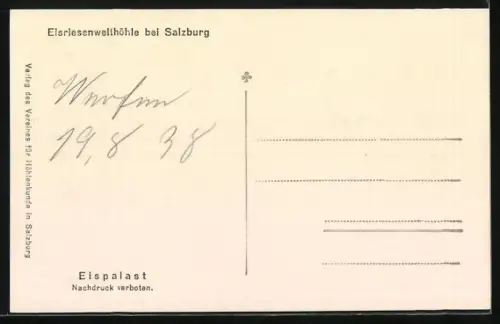 Eisriesenwelthöhle bei Salzburg
Werfen
19, 8 38
Verlag des Vereines für Höhlenkunde in Salzburg
Eispalast
Nachdruck verboten.